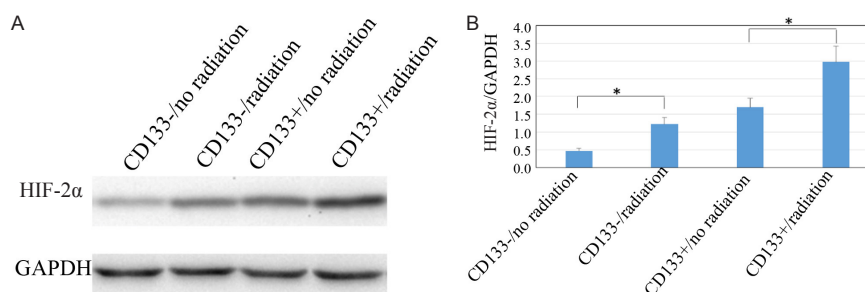 A
CD133-/no radiation
CD133-/radiation
CD133+/no radiation
CD133+/radiation
HIF-2α
GAPDH
B
HIF-2α/GAPDH
4.0
3.5
3.0
2.5
2.0
1.5
1.0
0.5
0.0
*
*
CD133-/no radiation
CD133-/radiation
CD133+/no radiation
CD133+/radiation